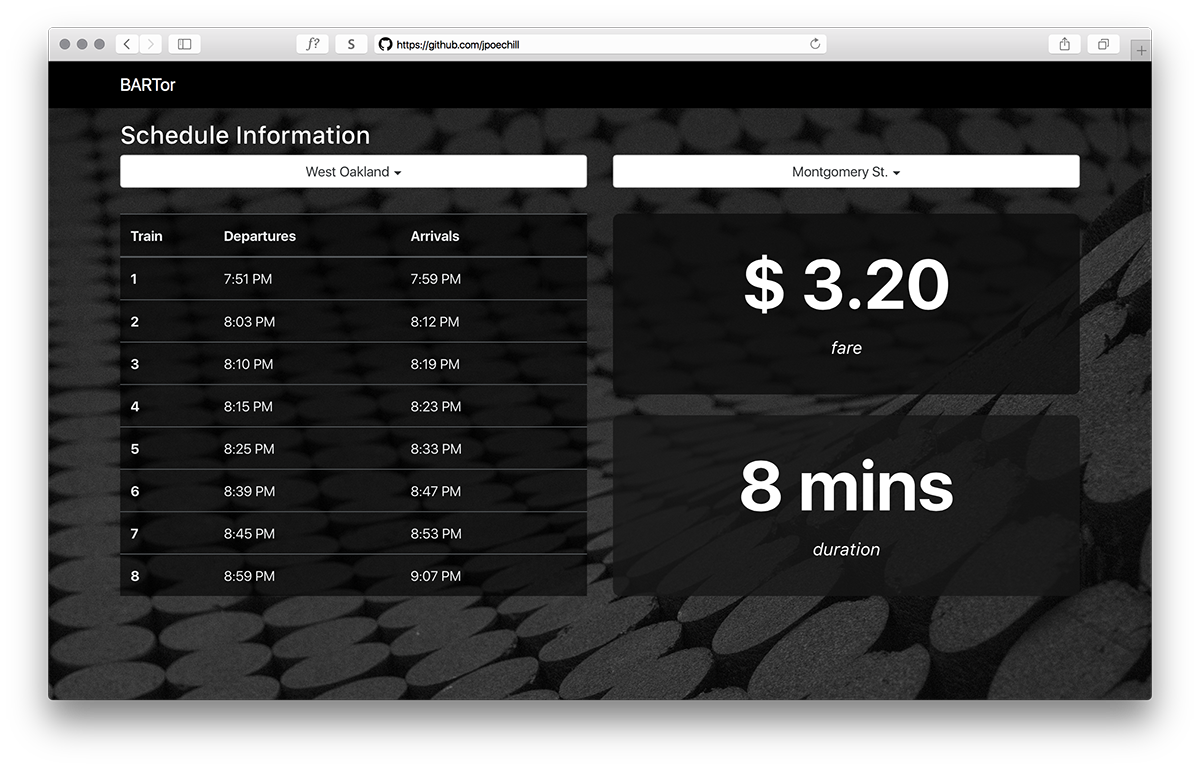 f? S https://github.com/jpoechill
BARTor
Schedule Information
West Oakland Montgomery St.
Train Departures Arrivals
1 7:51 PM 7:59 PM
2 8:03 PM 8:12 PM
3 8:10 PM 8:19 PM
4 8:15 PM 8:23 PM
5 8:25 PM 8:33 PM
6 8:39 PM 8:47 PM
7 8:45 PM 8:53 PM
8 8:59 PM 9:07 PM
$ 3.20
fare
8 mins
duration